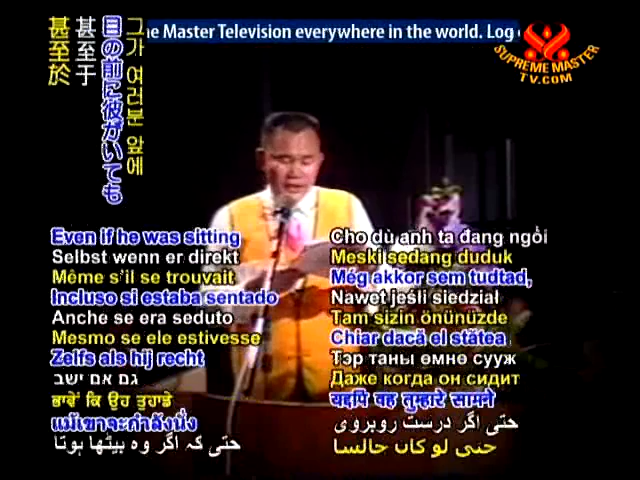 ne Master Television everywhere in the world. Log
SUPREME MASTER
TV.COM
그가 여러분 앞에
目の前に彼がいても
甚至于
甚至於
Even if he was sitting
Selbst wenn er direkt
Même s'il se trouvait
Incluso si estaba sentado
Anche se era seduto
Mesmo se ele estivesse
Zelfs als hij recht
גם אם ישב
ਭਾਵੇਂ ਕਿ ਉਹ ਤੁਹਾਡੇ
แม้เขาจะกำลังนั่ง
حتی کہ اگر وہ بیٹھا ہوتا
Cho dù anh ta đang ngồi
Meski sedang duduk
Még akkor sem tudtad,
Nawet jeśli siedział
Tam sizin önünüzde
Chiar dacă el stătea
Тэр таны өмнө сууж
Даже когда он сидит
यद्यपि वह तुम्हारे सामने
حتی اگر درست روبروی
حتى لو كان جالسا